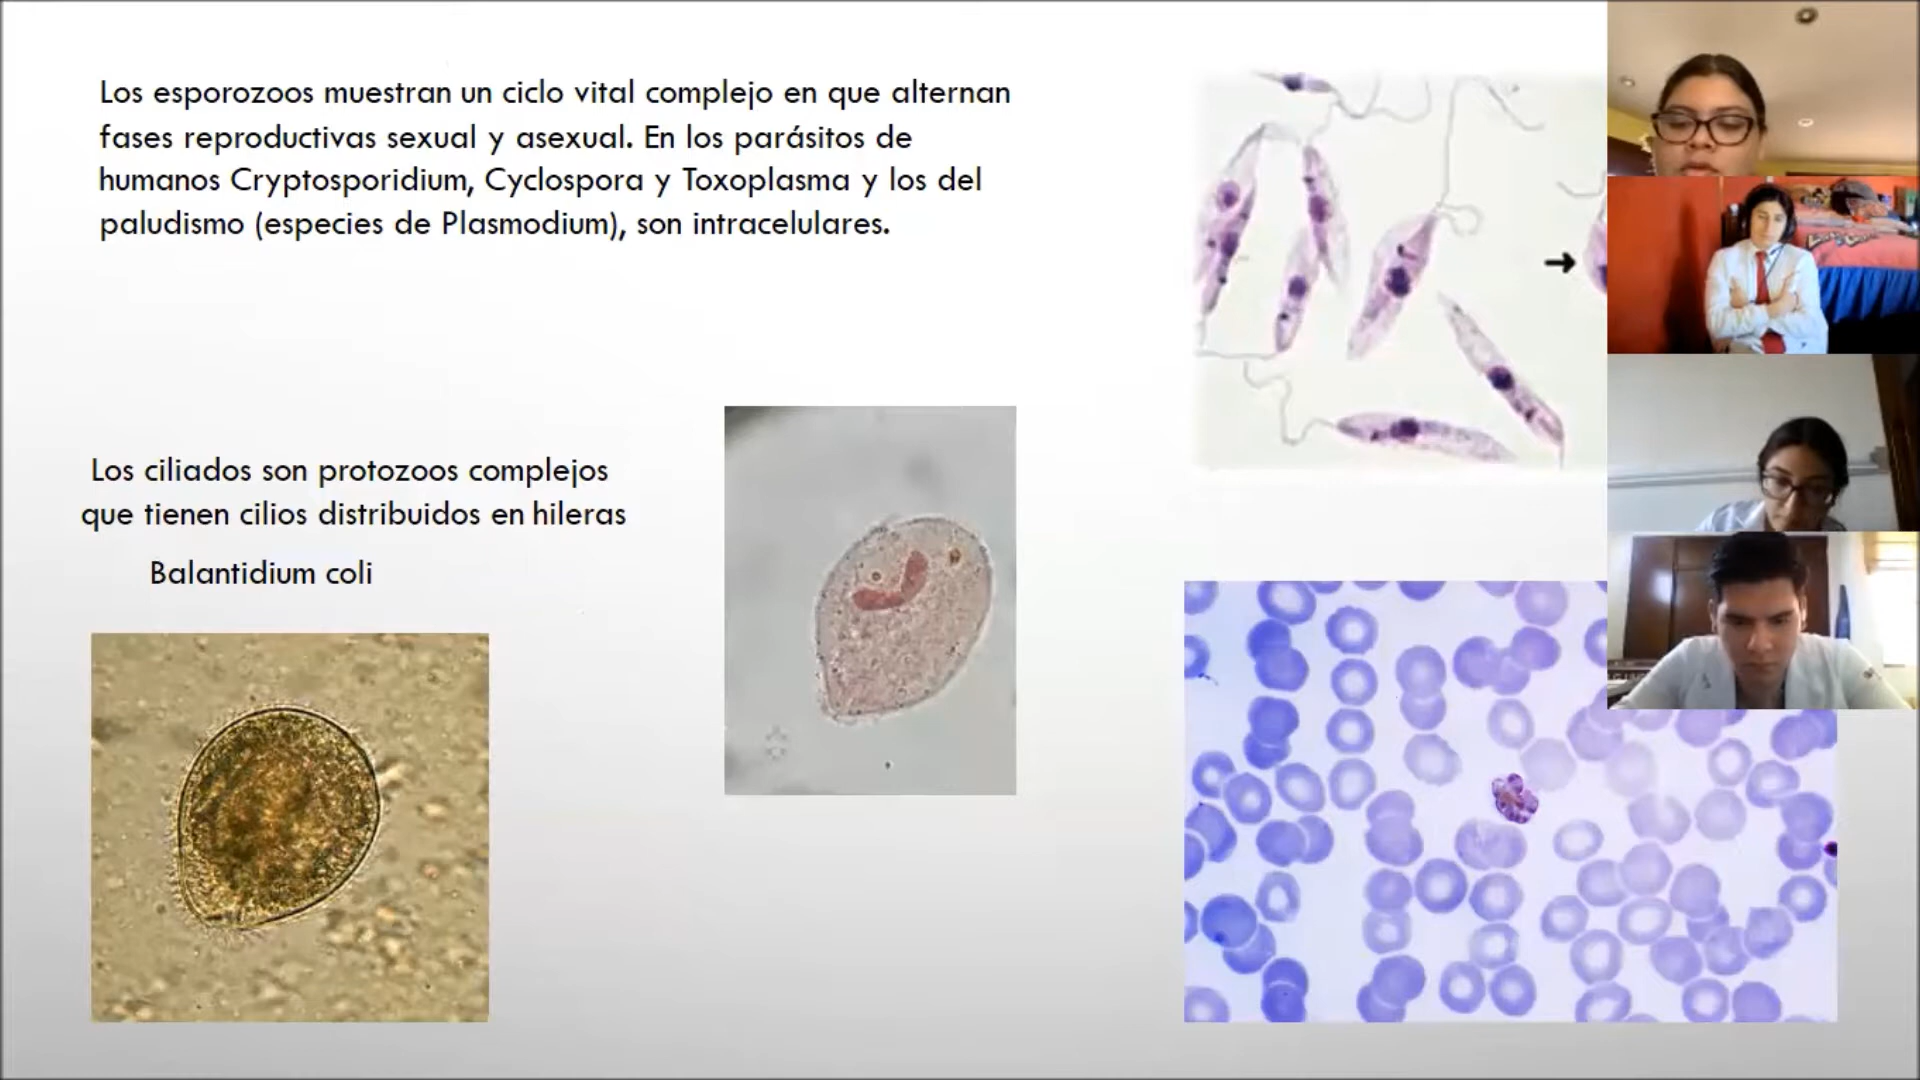 Los esporozoos muestran un ciclo vital complejo en que alternan
fases reproductivas sexual y asexual. En los parásitos de
humanos Cryptosporidium, Cyclospora y Toxoplasma y los del
paludismo (especies de Plasmodium), son intracelulares.
Los ciliados son protozoos complejos
que tienen cilios distribuidos en hileras
Balantidium coli